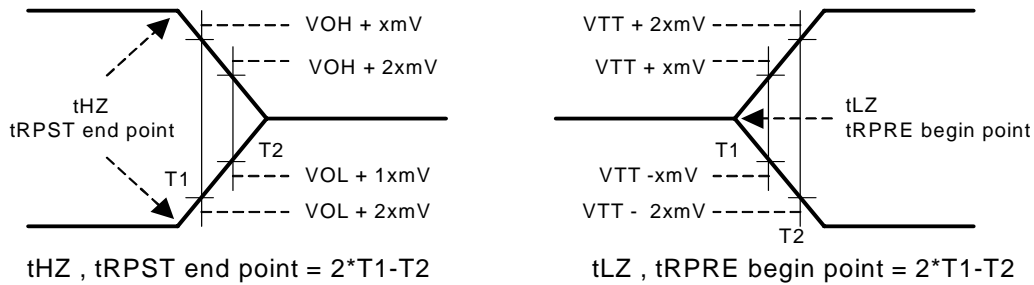 VOH + xmV
VOH + 2xmV
tHZ
tRPST end point
T2
T1
VOL + 1xmV
VOL + 2xmV
tHZ , tRPST end point = 2*T1-T2
VTT + 2xmV
VTT + xmV
tLZ
tRPRE begin point
T1
VTT -xmV
VTT - 2xmV
T2
tLZ , tRPRE begin point = 2*T1-T2